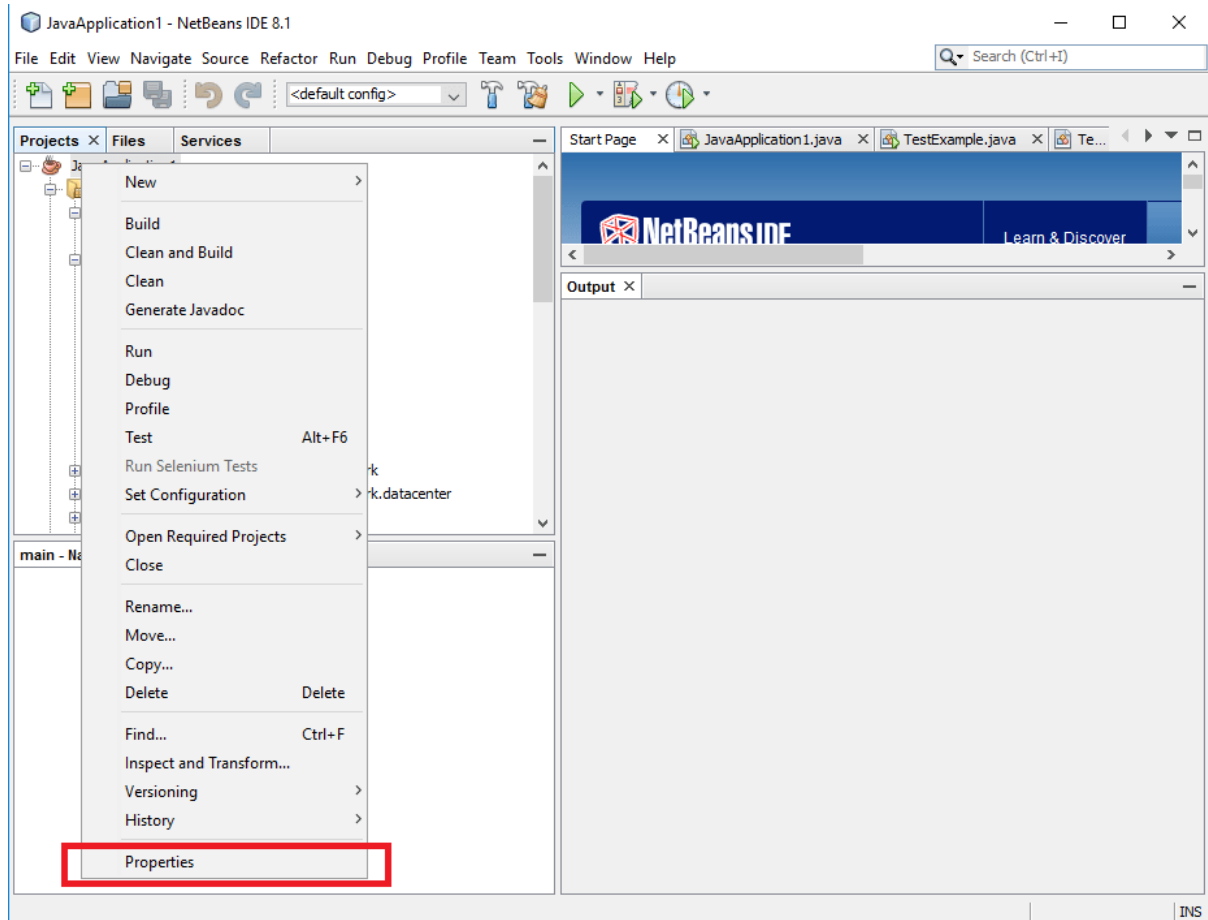 JavaApplication1 - NetBeans IDE 8.1
File Edit View Navigate Source Refactor Run Debug Profile Team Tools Window Help
Search (Ctrl+I)
<default config>
Projects Files Services
Start Page JavaApplication1.java TestExample.java Te...
New
NetBeans IDE
Learn & Discover
Build
Clean and Build
Clean
Generate Javadoc
Output
Run
Debug
Profile
Test Alt+F6
Run Selenium Tests
rk
Set Configuration
rk.datacenter
Open Required Projects
main - Na
Close
Rename...
Move...
Copy...
Delete Delete
Find... Ctrl+F
Inspect and Transform...
Versioning
History
Properties
INS